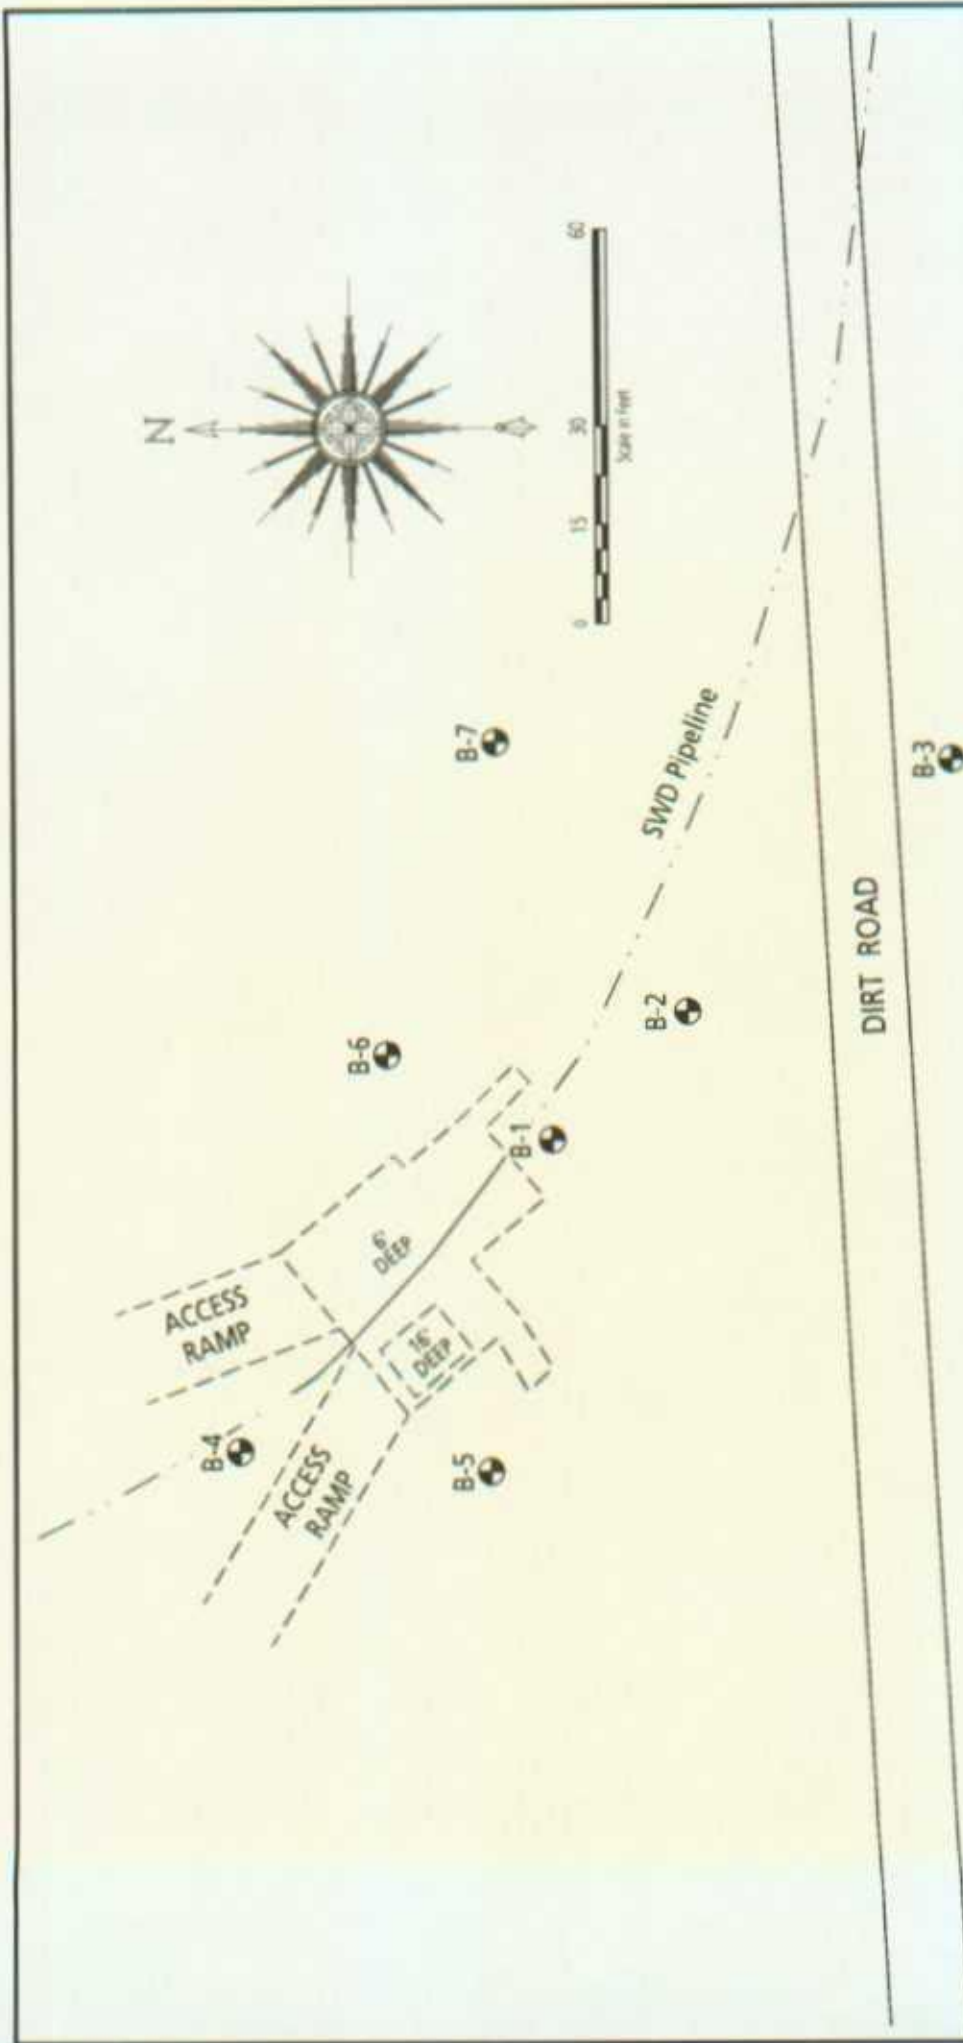 N
B-4
ACCESS
RAMP
ACCESS
RAMP
B-6
6'
DEEP
16'
DEEP
B-5
B-7
B-1
0 15 30 60
Scale in Feet
B-2
SWD Pipeline
DIRT ROAD
B-3